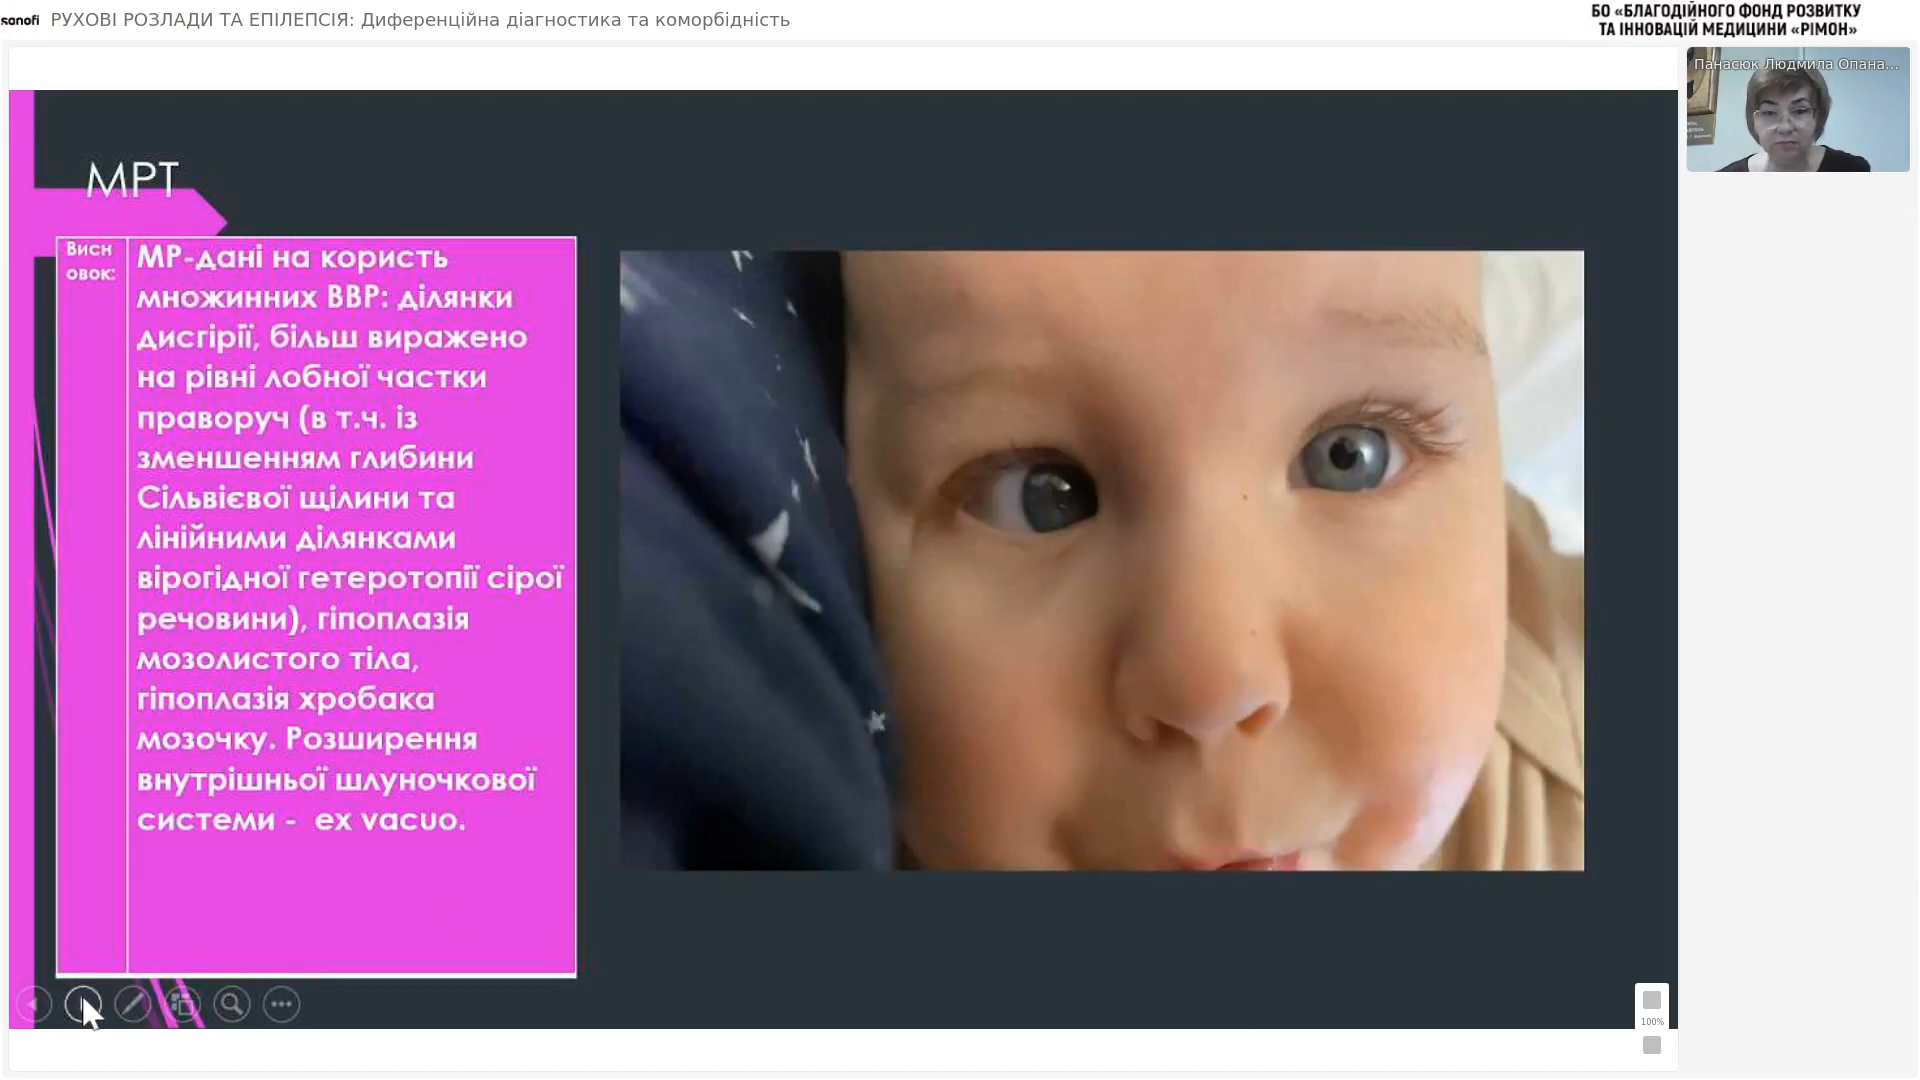 sanofi РУХОВІ РОЗЛАДИ ТА ЕПІЛЕПСІЯ: Диференційна діагностика та коморбідність
БО «БЛАГОДІЙНОГО ФОНД РОЗВИТКУ
ТА ІННОВАЦІЙ МЕДИЦИНИ «РІМОН»
Панасюк Людмила Опана...
МРТ
Висн
овок:
МР-дані на користь
множинних ВВР: ділянки
дисгірії, більш виражено
на рівні лобної частки
праворуч (в т.ч. із
зменшенням глибини
Сільвієвої щілини та
лінійними ділянками
вірогідної гетеротопії сірої
речовини), гіпоплазія
мозолистого тіла,
гіпоплазія хробака
мозочку. Розширення
внутрішньої шлуночкової
системи - ex vacuo.
100%